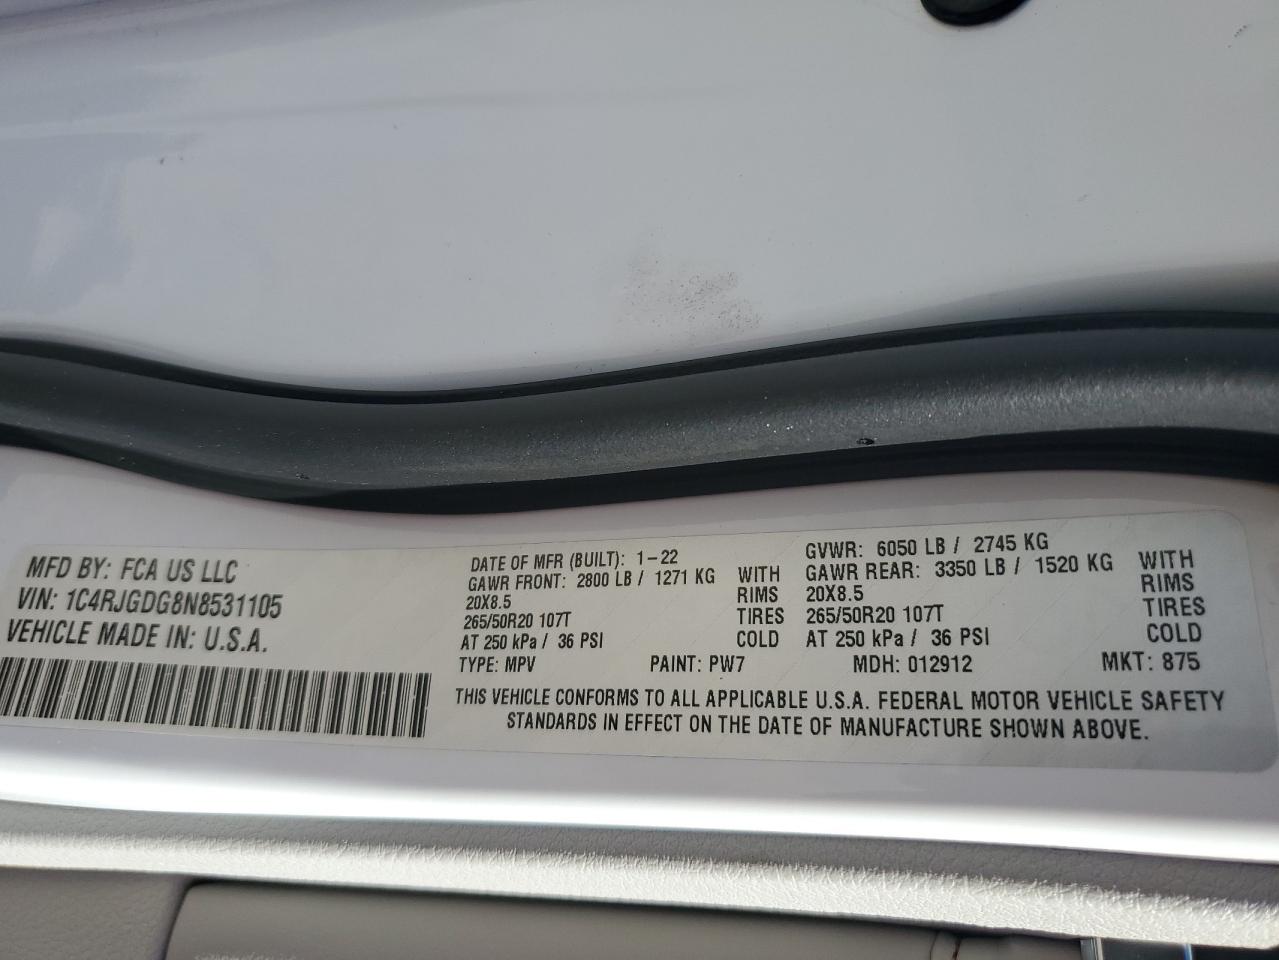 MFD BY: FCA US LLC
VIN: 1C4RJGDG8N8531105
VEHICLE MADE IN: U.S.A.
DATE OF MFR (BUILT): 1-22
GAWR FRONT: 2800 LB / 1271 KG WITH
20X8.5 RIMS
265/50R20 107T TIRES
AT 250 kPa / 36 PSI COLD
GVWR: 6050 LB / 2745 KG
GAWR REAR: 3350 LB / 1520 KG WITH
20X8.5 RIMS
265/50R20 107T TIRES
AT 250 kPa / 36 PSI COLD
TYPE: MPV PAINT: PW7 MDH: 012912 MKT: 875
THIS VEHICLE CONFORMS TO ALL APPLICABLE U.S.A. FEDERAL MOTOR VEHICLE SAFETY
STANDARDS IN EFFECT ON THE DATE OF MANUFACTURE SHOWN ABOVE.